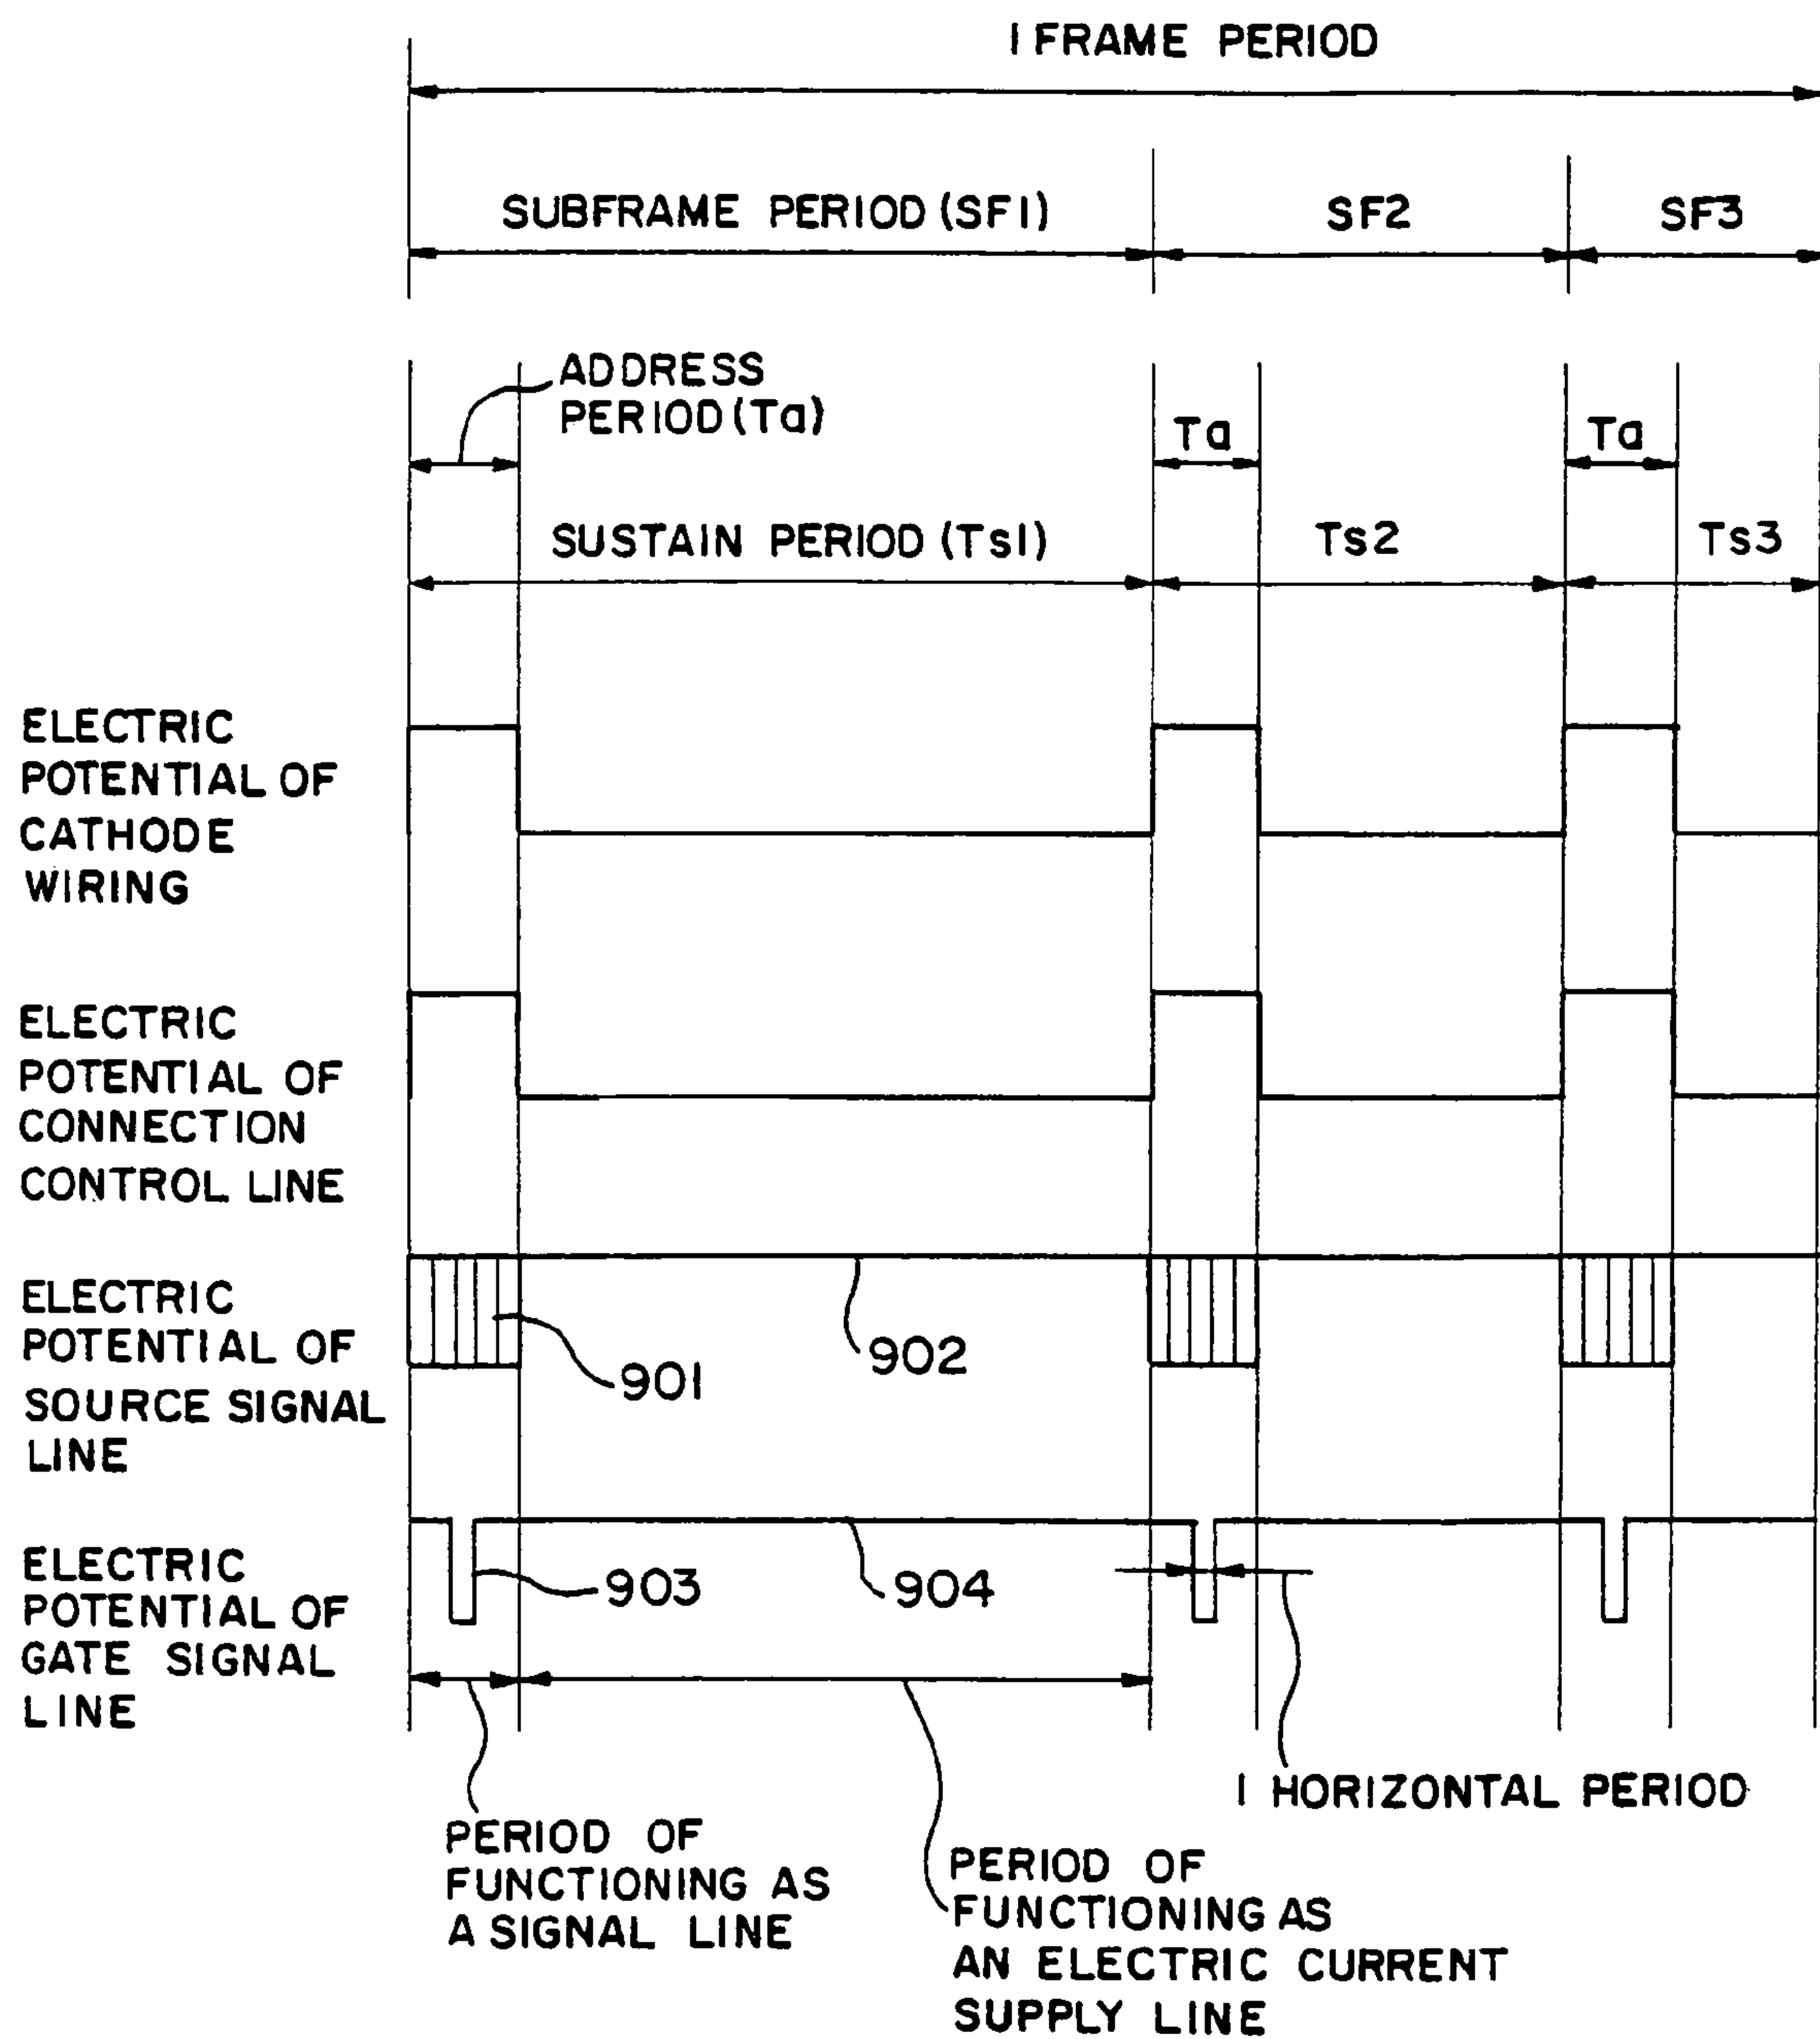 1 FRAME PERIOD
SUBFRAME PERIOD (SF1)
SF2
SF3
ADDRESS
PERIOD (Ta)
Ta
Ta
SUSTAIN PERIOD (Ts1)
Ts2
Ts3
ELECTRIC
POTENTIAL OF
CATHODE
WIRING
ELECTRIC
POTENTIAL OF
CONNECTION
CONTROL LINE
ELECTRIC
POTENTIAL OF
SOURCE SIGNAL
LINE
901
902
ELECTRIC
POTENTIAL OF
GATE SIGNAL
LINE
903
904
1 HORIZONTAL PERIOD
PERIOD OF
FUNCTIONING AS
A SIGNAL LINE
PERIOD OF
FUNCTIONING AS
AN ELECTRIC CURRENT
SUPPLY LINE